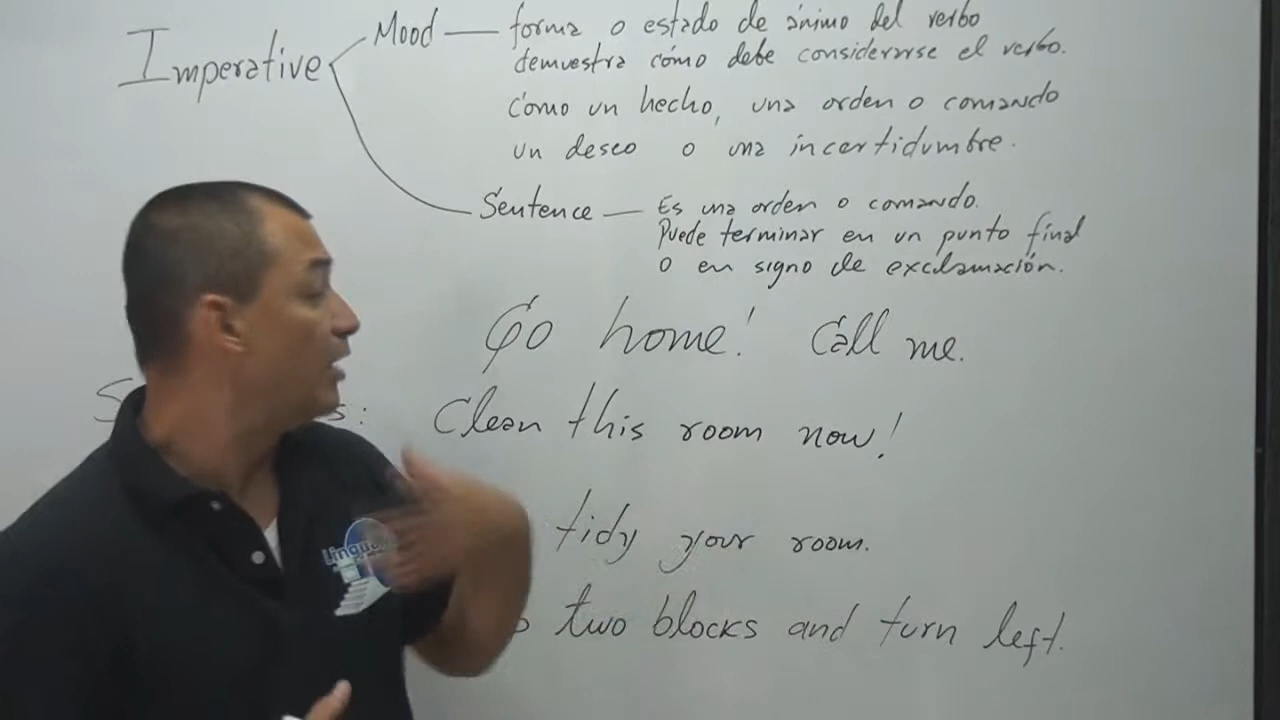 Imperative
Mood — forma o estado de ánimo del verbo
demuestra cómo debe considerarse el verbo.
Como un hecho, una orden o comando
un deseo o una incertidumbre.
Sentence — Es una orden o comando.
Puede terminar en un punto final
o en signo de exclamación.
Go home! Call me.
Clean this room now!
tidy your room.
two blocks and turn left.